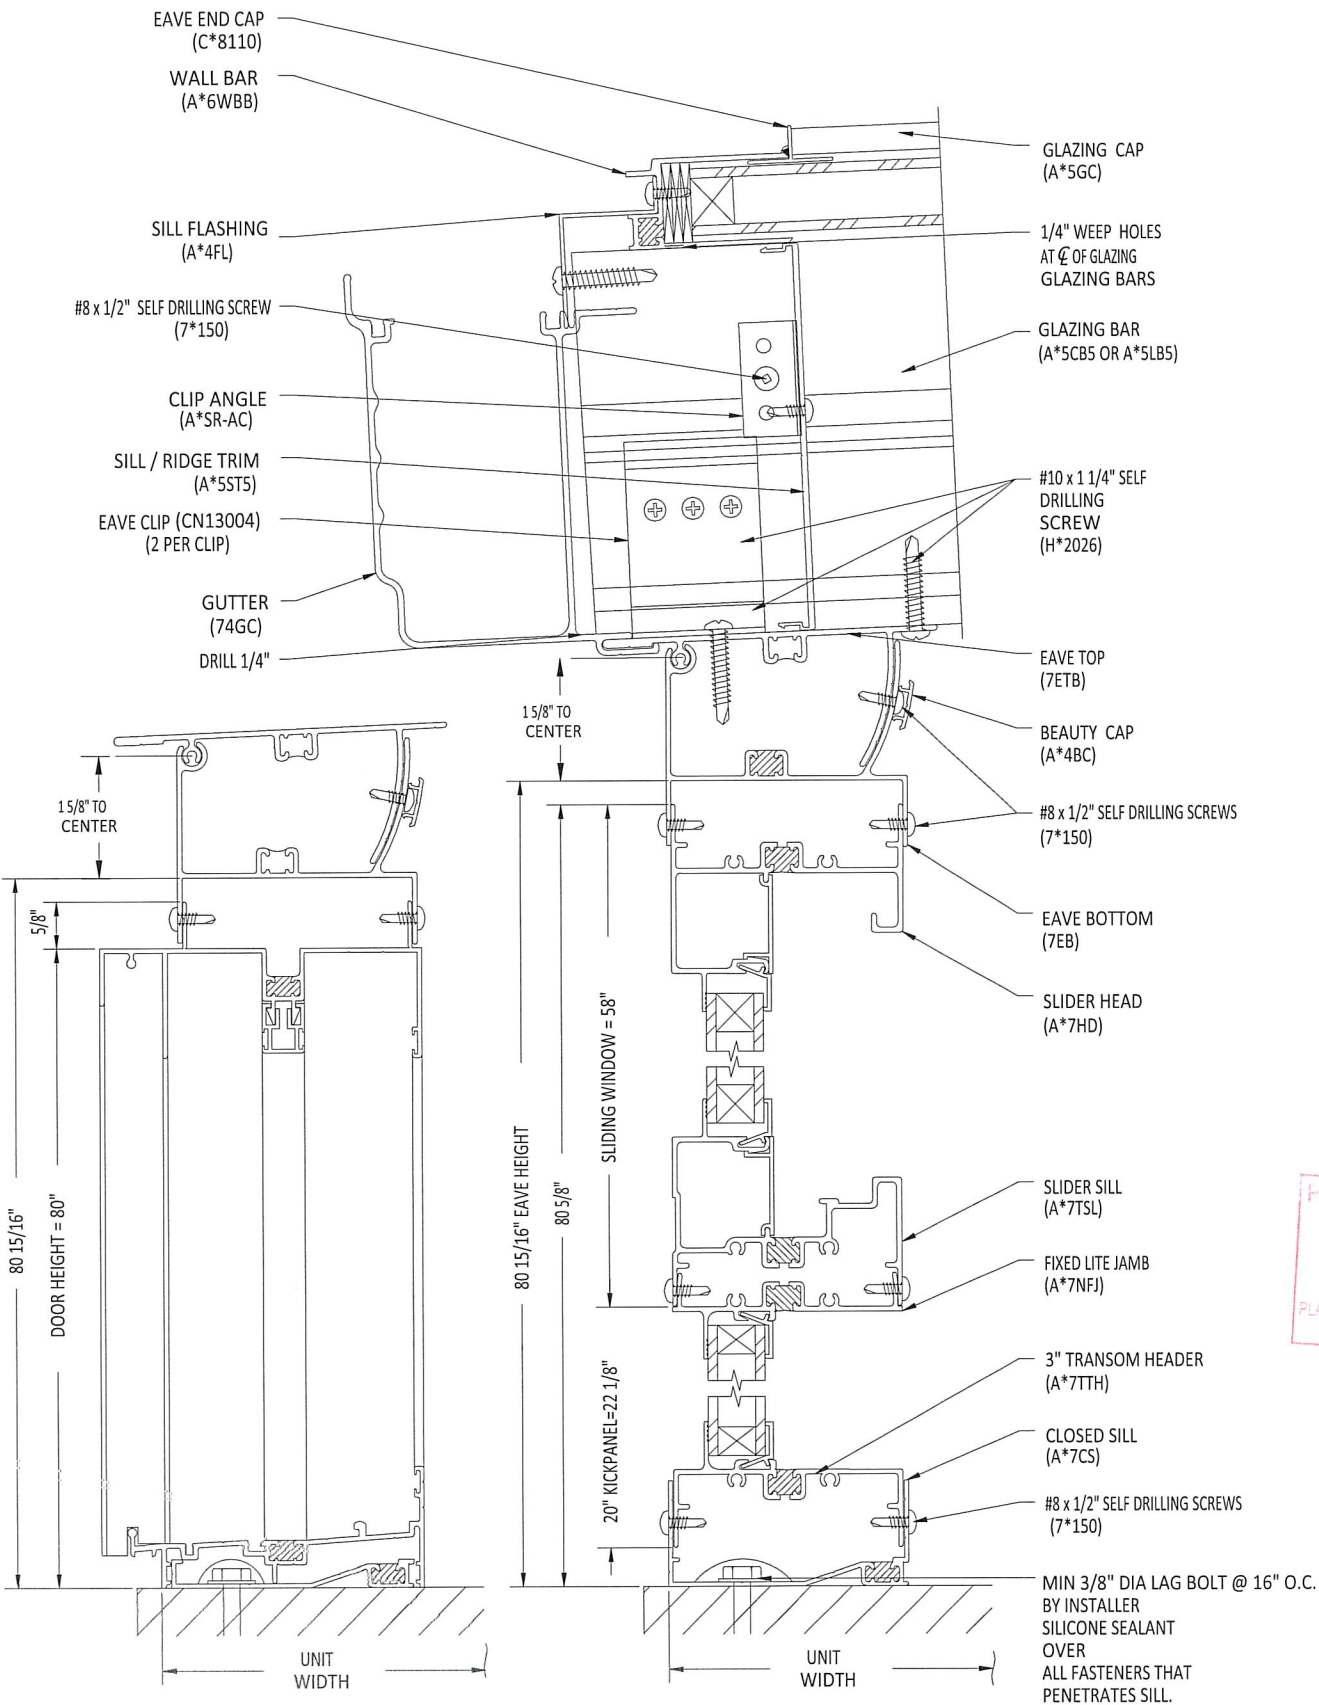 EAVE END CAP
(C*8110)
WALL BAR
(A*6WBB)
SILL FLASHING
(A*4FL)
#8 x 1/2" SELF DRILLING SCREW
(7*150)
CLIP ANGLE
(A*SR-AC)
SILL / RIDGE TRIM
(A*5ST5)
EAVE CLIP (CN13004)
(2 PER CLIP)
GUTTER
(74GC)
DRILL 1/4"
GLAZING CAP
(A*5GC)
1/4" WEEP HOLES
AT ℄ OF GLAZING
GLAZING BARS
GLAZING BAR
(A*5CB5 OR A*5LB5)
#10 x 1 1/4" SELF
DRILLING
SCREW
(H*2026)
EAVE TOP
(7ETB)
BEAUTY CAP
(A*4BC)
#8 x 1/2" SELF DRILLING SCREWS
(7*150)
EAVE BOTTOM
(7EB)
SLIDER HEAD
(A*7HD)
SLIDER SILL
(A*7TSL)
FIXED LITE JAMB
(A*7NFJ)
3" TRANSOM HEADER
(A*7TTH)
CLOSED SILL
(A*7CS)
#8 x 1/2" SELF DRILLING SCREWS
(7*150)
MIN 3/8" DIA LAG BOLT @ 16" O.C.
BY INSTALLER
SILICONE SEALANT
OVER
ALL FASTENERS THAT
PENETRATES SILL.
1 5/8" TO
CENTER
5/8"
80 15/16"
DOOR HEIGHT = 80"
UNIT
WIDTH
1 5/8" TO
CENTER
80 15/16" EAVE HEIGHT
80 5/8"
SLIDING WINDOW = 58"
20" KICKPANEL=22 1/8"
UNIT
WIDTH